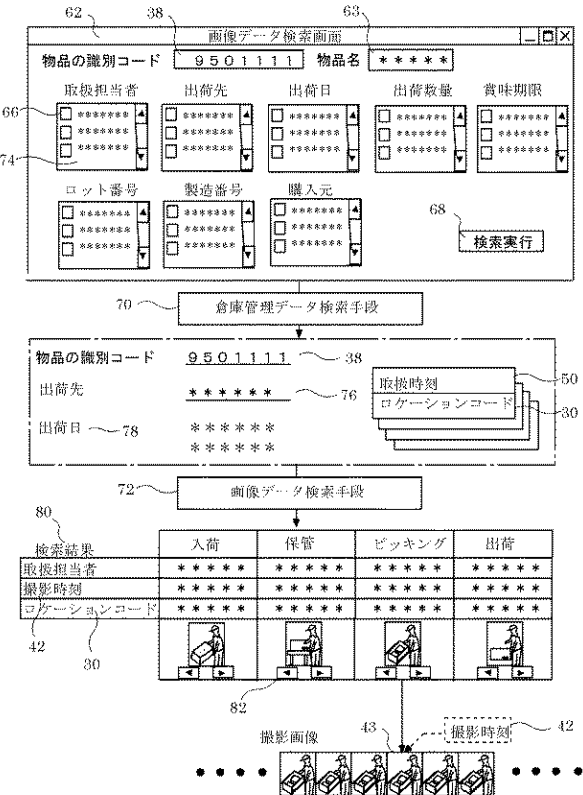 62
38
63
画像データ検索画面
物品の識別コード 9501111 物品名 *****
取扱担当者 出荷先 出荷日 出荷数量 賞味期限
66
******* ******* ******* ******* *******
******* ******* ******* ******* *******
******* ******* ******* ******* *******
74
ロット番号 製造番号 購入元
******* ******* *******
******* ******* *******
******* ******* *******
68
検索実行
70 倉庫管理データ検索手段
物品の識別コード 9501111 38
出荷先 ****** 76
出荷日 78 ******
******
50
取扱時刻
ロケーションコード 30
72 画像データ検索手段
80
検索結果 入荷 保管 ピッキング 出荷
取扱担当者 ***** ***** ***** *****
撮影時刻 ***** ***** ***** *****
ロケーションコード ***** ***** ***** *****
42
30
82
撮影画像 43 撮影時刻 42